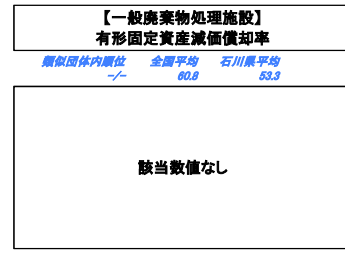 【一般廃棄物処理施設】
有形固定資産減価償却率
類似団体内順位 全国平均 石川県平均
-/- 60.8 53.3
該当数値なし